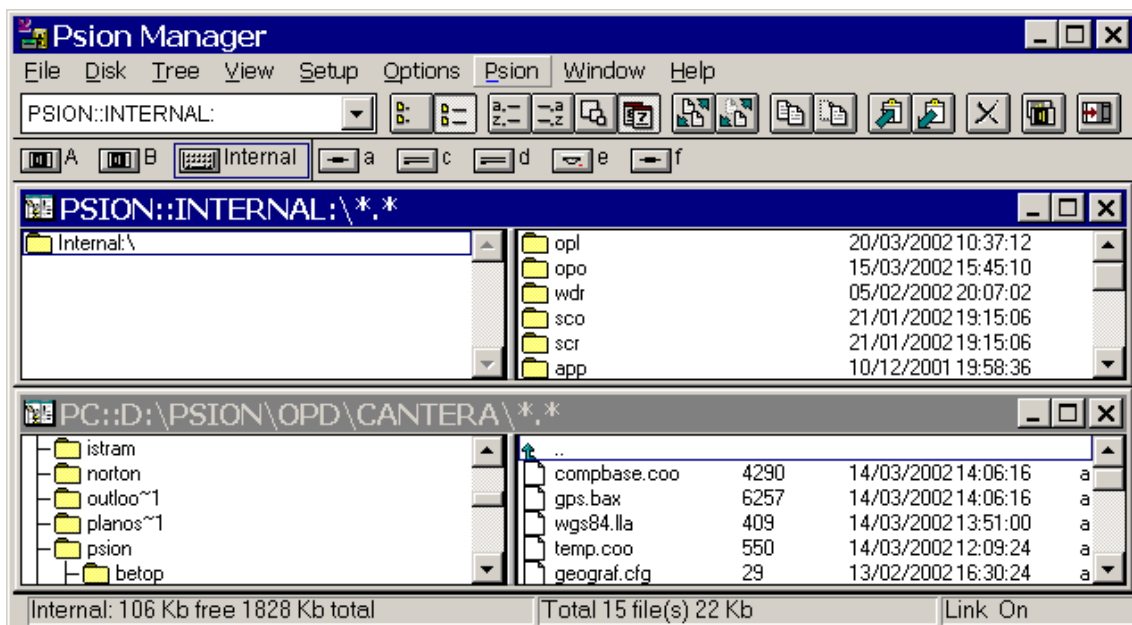 Psion Manager
File Disk Tree View Setup Options Psion Window Help
PSION::INTERNAL:
A B Internal a c d e f
PSION::INTERNAL:\*.*
Internal:\
opl 20/03/2002 10:37:12
opo 15/03/2002 15:45:10
wdr 05/02/2002 20:07:02
sco 21/01/2002 19:15:06
scr 21/01/2002 19:15:06
app 10/12/2001 19:58:36
PC::D:\PSION\OPD\CANTERA\*.*
istram
norton
outloo~1
planos~1
psion
betop
..
compbase.coo 4290 14/03/2002 14:06:16 a
gps.bax 6257 14/03/2002 14:06:16 a
wgs84.lla 409 14/03/2002 13:51:00 a
temp.coo 550 14/03/2002 12:09:24 a
geograf.cfg 29 13/02/2002 16:30:24 a
Internal: 106 Kb free 1828 Kb total
Total 15 file(s) 22 Kb
Link On